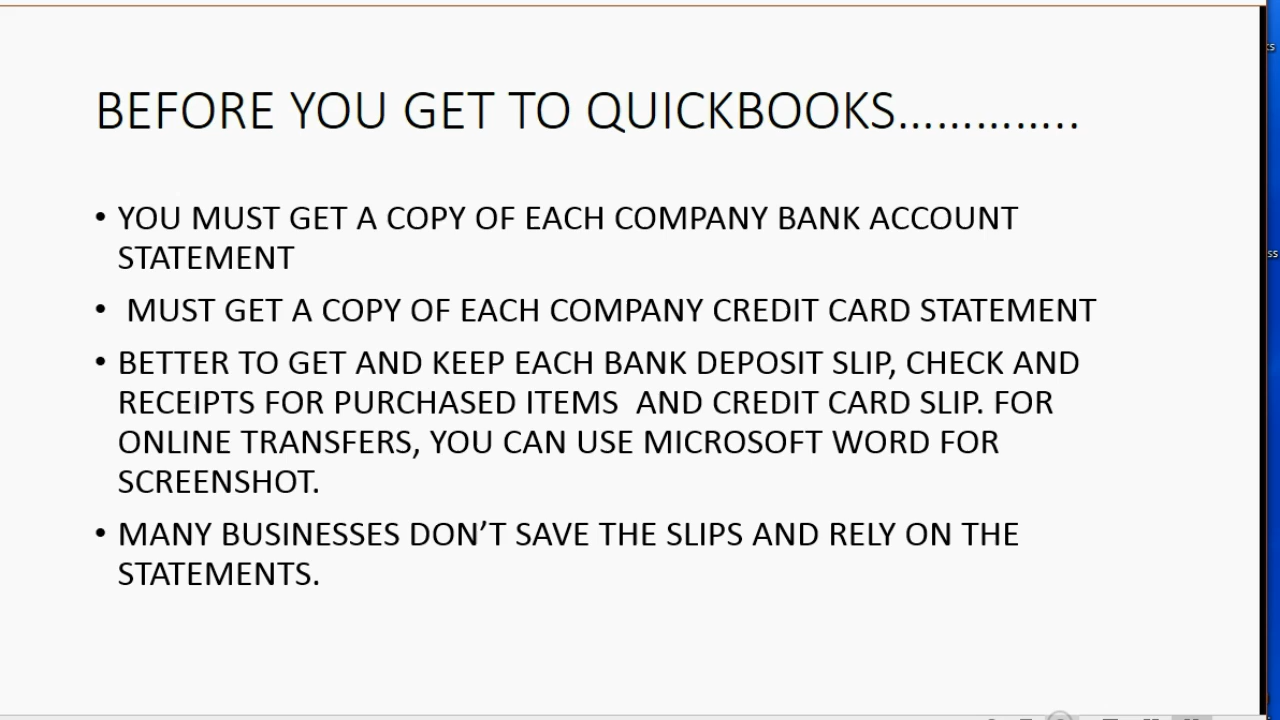 BEFORE YOU GET TO QUICKBOOKS…………..
• YOU MUST GET A COPY OF EACH COMPANY BANK ACCOUNT
STATEMENT
• MUST GET A COPY OF EACH COMPANY CREDIT CARD STATEMENT
• BETTER TO GET AND KEEP EACH BANK DEPOSIT SLIP, CHECK AND
RECEIPTS FOR PURCHASED ITEMS  AND CREDIT CARD SLIP. FOR
ONLINE TRANSFERS, YOU CAN USE MICROSOFT WORD FOR
SCREENSHOT.
• MANY BUSINESSES DON’T SAVE THE SLIPS AND RELY ON THE
STATEMENTS.